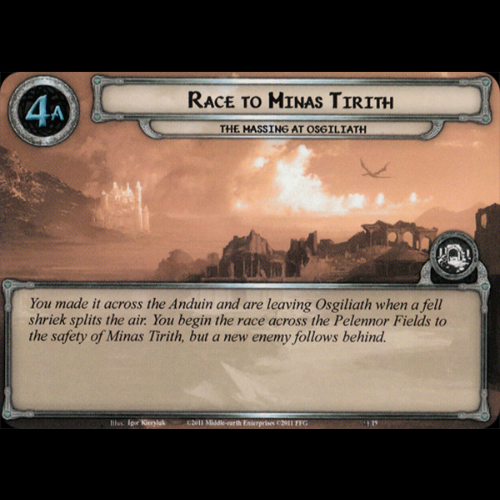 4A
RACE TO MINAS TIRITH
THE MASSING AT OSGILIATH
You made it across the Anduin and are leaving Osgiliath when a fell
shriek splits the air. You begin the race across the Pelennor Fields to
the safety of Minas Tirith, but a new enemy follows behind.
Illus. Igor Kieryluk ©2011 Middle-earth Enterprises ©2011 FFG